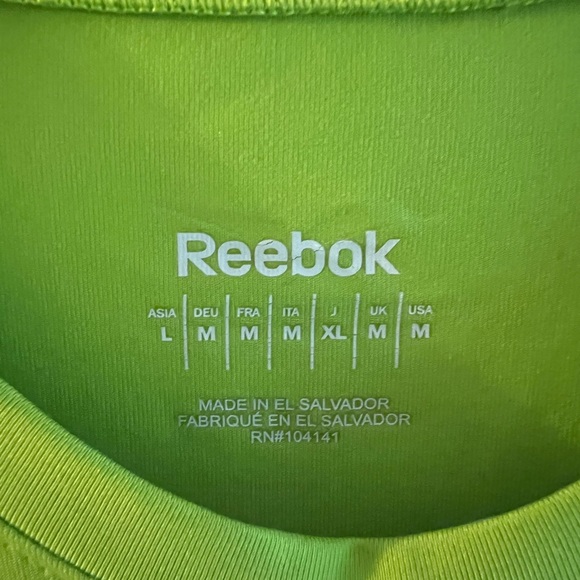 Reebok
ASIA DEU FRA ITA J UK USA
L M M M XL M M
MADE IN EL SALVADOR
FABRIQUÉ EN EL SALVADOR
RN#104141